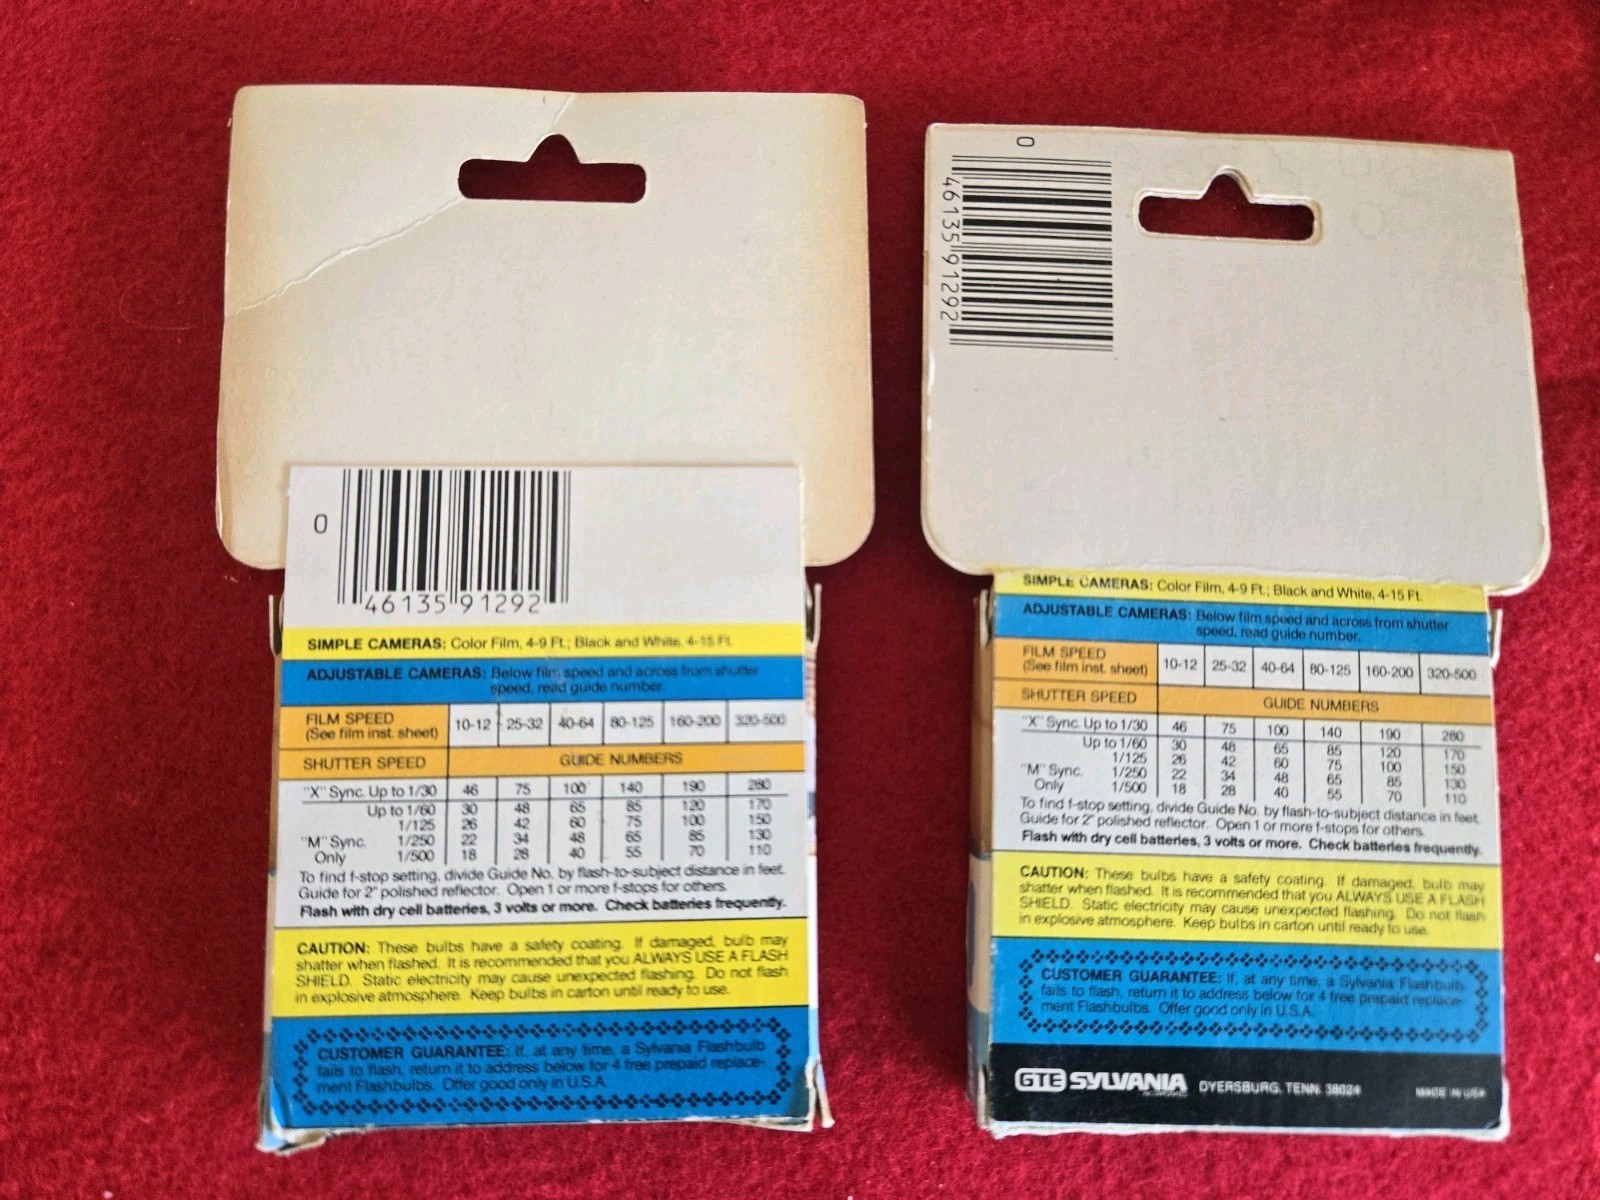 0
46135 91292
SIMPLE CAMERAS: Color Film, 4-9 Ft.; Black and White, 4-15 Ft.
ADJUSTABLE CAMERAS: Below film speed and across from shutter
speed, read guide number.
FILM SPEED
(See film inst. sheet) 10-12 25-32 40-64 80-125 160-200 320-500
SHUTTER SPEED GUIDE NUMBERS
"X" Sync. Up to 1/30 46 75 100 140 190 280
Up to 1/60 30 48 65 85 120 170
1/125 26 42 60 75 100 150
"M" Sync. 1/250 22 34 48 65 85 130
Only 1/500 18 28 40 55 70 110
To find f-stop setting, divide Guide No. by flash-to-subject distance in feet.
Guide for 2" polished reflector. Open 1 or more f-stops for others.
Flash with dry cell batteries, 3 volts or more. Check batteries frequently.
CAUTION: These bulbs have a safety coating. If damaged, bulb may
shatter when flashed. It is recommended that you ALWAYS USE A FLASH
SHIELD. Static electricity may cause unexpected flashing. Do not flash
in explosive atmosphere. Keep bulbs in carton until ready to use.
CUSTOMER GUARANTEE: If, at any time, a Sylvania Flashbulb
fails to flash, return it to address below for 4 free prepaid replace-
ment Flashbulbs. Offer good only in U.S.A.
0
46135 91292
SIMPLE CAMERAS: Color Film, 4-9 Ft.; Black and White, 4-15 Ft.
ADJUSTABLE CAMERAS: Below film speed and across from shutter
speed, read guide number.
FILM SPEED
(See film inst. sheet) 10-12 25-32 40-64 80-125 160-200 320-500
SHUTTER SPEED GUIDE NUMBERS
"X" Sync. Up to 1/30 46 75 100 140 190 280
Up to 1/60 30 48 65 85 120 170
1/125 26 42 60 75 100 150
"M" Sync. 1/250 22 34 48 65 85 130
Only 1/500 18 28 40 55 70 110
To find f-stop setting, divide Guide No. by flash-to-subject distance in feet.
Guide for 2" polished reflector. Open 1 or more f-stops for others.
Flash with dry cell batteries, 3 volts or more. Check batteries frequently.
CAUTION: These bulbs have a safety coating. If damaged, bulb may
shatter when flashed. It is recommended that you ALWAYS USE A FLASH
SHIELD. Static electricity may cause unexpected flashing. Do not flash
in explosive atmosphere. Keep bulbs in carton until ready to use.
CUSTOMER GUARANTEE: If, at any time, a Sylvania Flashbulb
fails to flash, return it to address below for 4 free prepaid replace-
ment Flashbulbs. Offer good only in U.S.A.
GTE SYLVANIA DYERSBURG, TENN. 38024 MADE IN USA